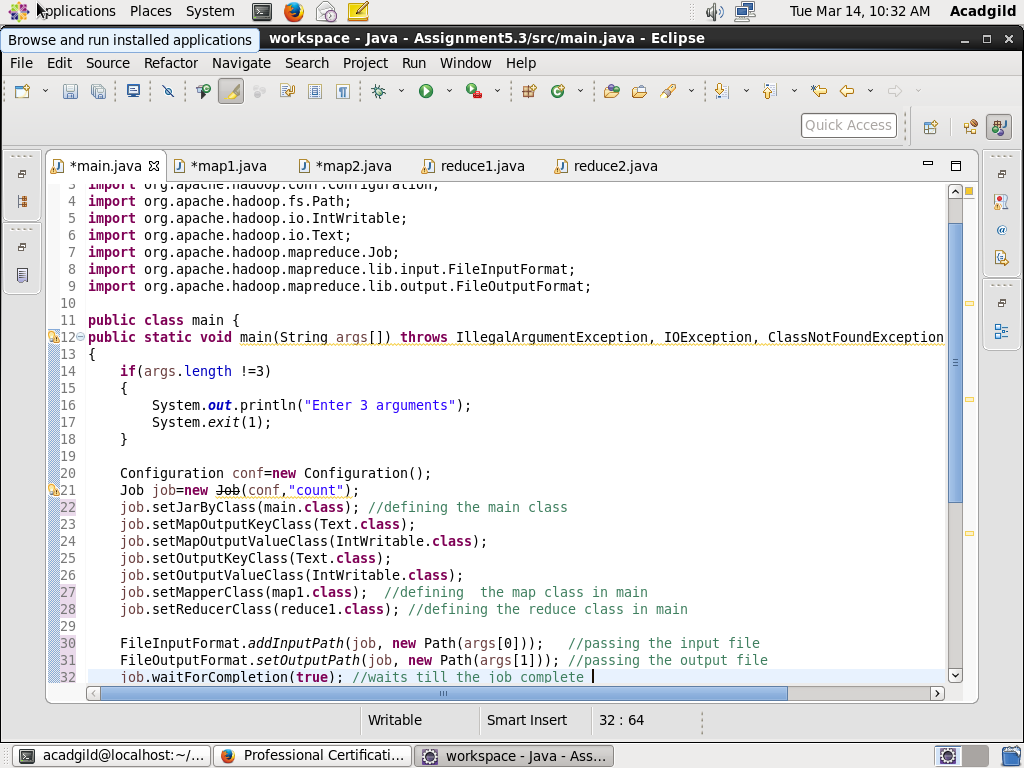 Applications Places System Tue Mar 14, 10:32 AM Acadgild
Browse and run installed applications
workspace - Java - Assignment5.3/src/main.java - Eclipse
File Edit Source Refactor Navigate Search Project Run Window Help
Quick Access
*main.java *map1.java *map2.java reduce1.java reduce2.java
3 import org.apache.hadoop.conf.Configuration;
4 import org.apache.hadoop.fs.Path;
5 import org.apache.hadoop.io.IntWritable;
6 import org.apache.hadoop.io.Text;
7 import org.apache.hadoop.mapreduce.Job;
8 import org.apache.hadoop.mapreduce.lib.input.FileInputFormat;
9 import org.apache.hadoop.mapreduce.lib.output.FileOutputFormat;
10
11 public class main {
12 public static void main(String args[]) throws IllegalArgumentException, IOException, ClassNotFoundException
13 {
14     if(args.length !=3)
15     {
16         System.out.println("Enter 3 arguments");
17         System.exit(1);
18     }
19
20     Configuration conf=new Configuration();
21     Job job=new Job(conf,"count");
22     job.setJarByClass(main.class); //defining the main class
23     job.setMapOutputKeyClass(Text.class);
24     job.setMapOutputValueClass(IntWritable.class);
25     job.setOutputKeyClass(Text.class);
26     job.setOutputValueClass(IntWritable.class);
27     job.setMapperClass(map1.class);  //defining  the map class in main
28     job.setReducerClass(reduce1.class); //defining the reduce class in main
29
30     FileInputFormat.addInputPath(job, new Path(args[0]));   //passing the input file
31     FileOutputFormat.setOutputPath(job, new Path(args[1])); //passing the output file
32     job.waitForCompletion(true); //waits till the job complete
Writable Smart Insert 32 : 64
acadgild@localhost:~/... Professional Certificati... workspace - Java - Ass...